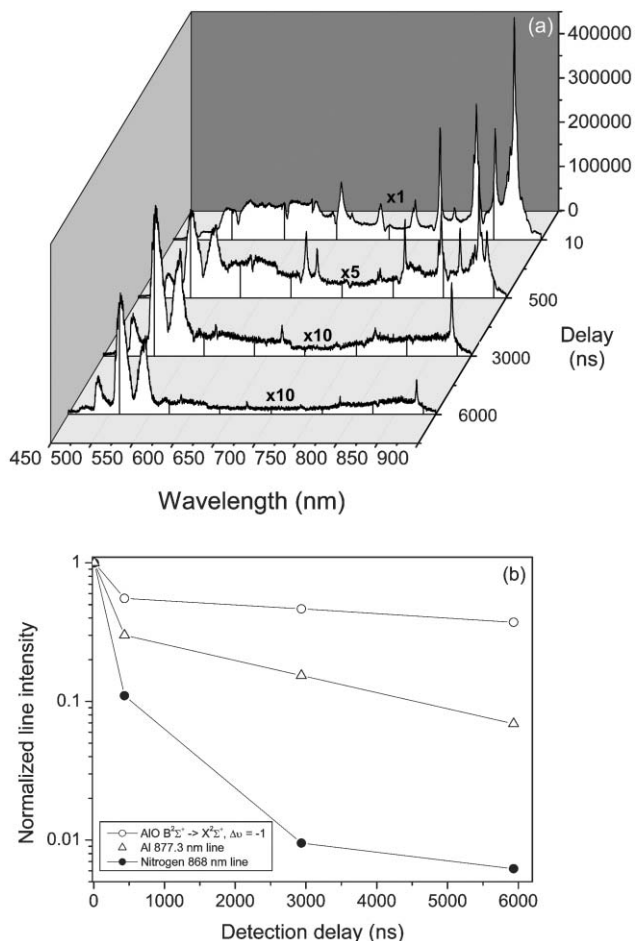 (a)
400000
300000
200000
100000
0
x1
10
x5
500
x10
3000
x10
6000
Delay
(ns)
450 500 550 600 650 700 750 800 850 900
Wavelength (nm)
(b)
1
0.1
0.01
Normalized line intensity
AlO B²Σ⁺ -> X²Σ⁺, Δυ = -1
Al 877.3 nm line
Nitrogen 868 nm line
0 1000 2000 3000 4000 5000 6000
Detection delay (ns)